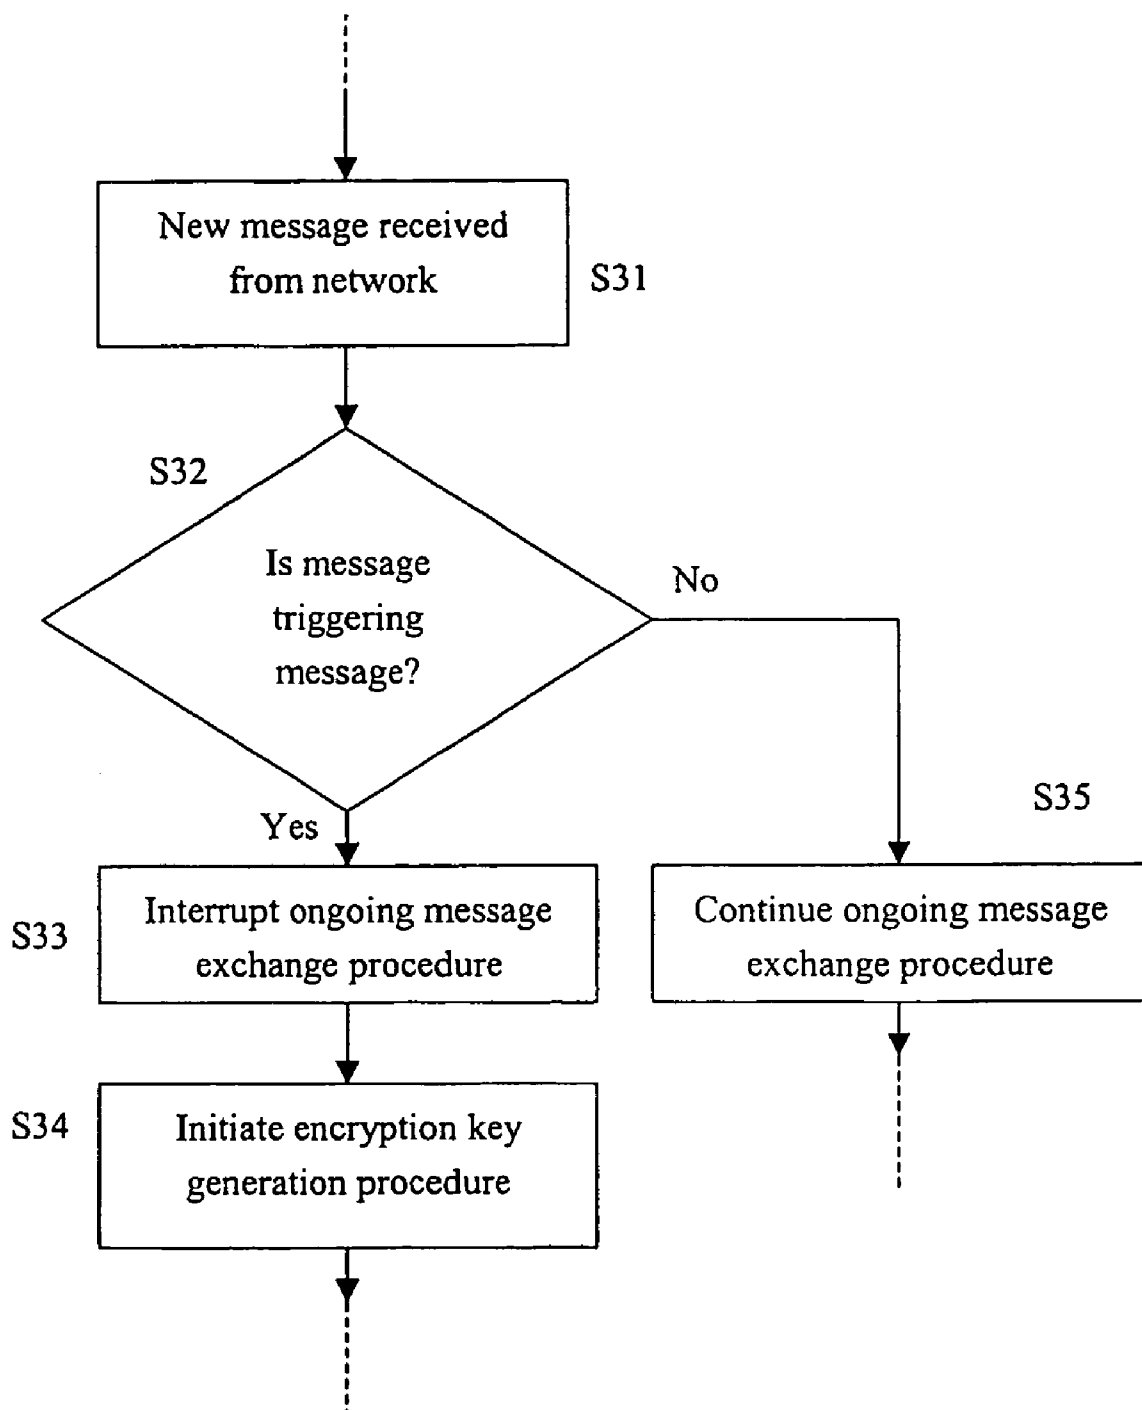 New message received
from network
S31
S32
Is message
triggering
message?
No
Yes
S35
S33
Interrupt ongoing message
exchange procedure
Continue ongoing message
exchange procedure
S34
Initiate encryption key
generation procedure